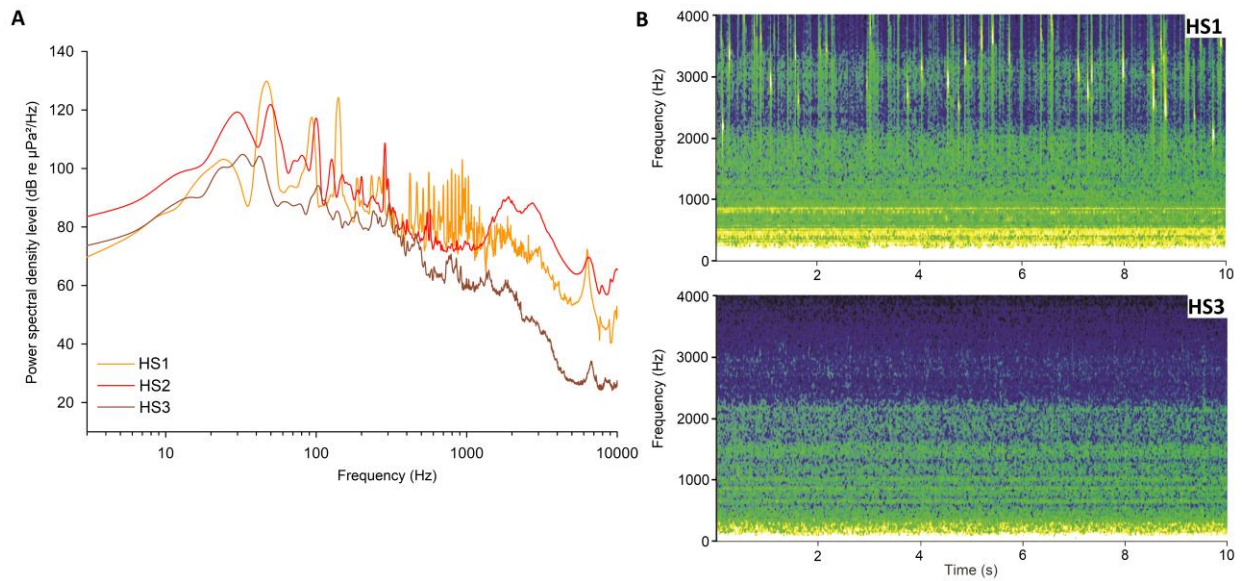 A
Power spectral density level (dB re µPa²/Hz)
140
120
100
80
60
40
20
HS1
HS2
HS3
10
100
1000
10000
Frequency (Hz)
B
HS1
Frequency (Hz)
4000
3000
2000
1000
0
2
4
6
8
10
HS3
Frequency (Hz)
4000
3000
2000
1000
0
2
4
6
8
10
Time (s)